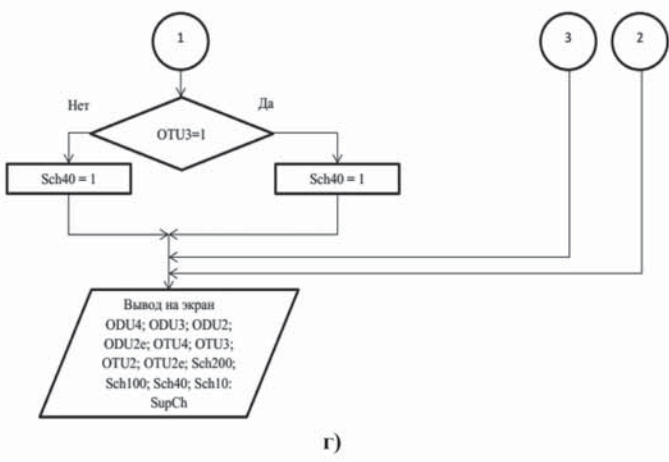 1
3
2
Нет
Да
OTU3=1
Sch40 = 1
Sch40 = 1
Вывод на экран
ODU4; ODU3; ODU2;
ODU2e; OTU4; OTU3;
OTU2; OTU2e; Sch200;
Sch100; Sch40; Sch10:
SupCh
г)